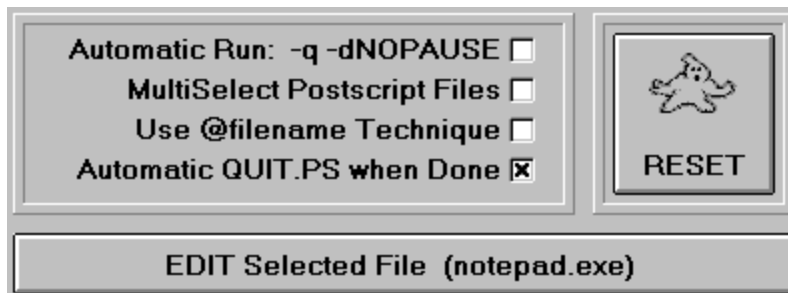 Automatic Run:  -q -dNOPAUSE
MultiSelect Postscript Files
Use @filename Technique
Automatic QUIT.PS when Done
RESET
EDIT Selected File  (notepad.exe)